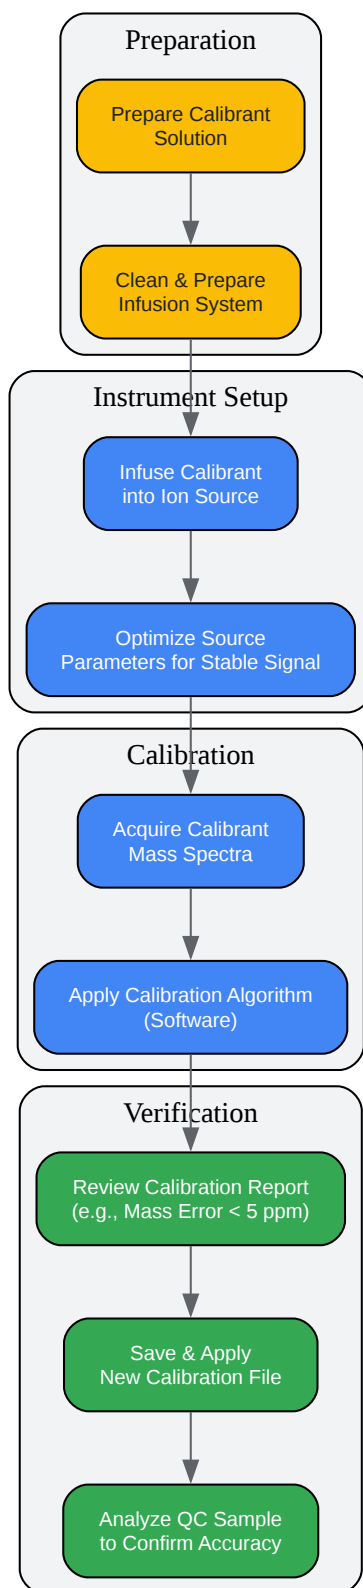 Preparation
Prepare Calibrant
Solution
Clean & Prepare
Infusion System
Instrument Setup
Infuse Calibrant
into Ion Source
Optimize Source
Parameters for Stable Signal
Calibration
Acquire Calibrant
Mass Spectra
Apply Calibration Algorithm
(Software)
Verification
Review Calibration Report
(e.g., Mass Error < 5 ppm)
Save & Apply
New Calibration File
Analyze QC Sample
to Confirm Accuracy